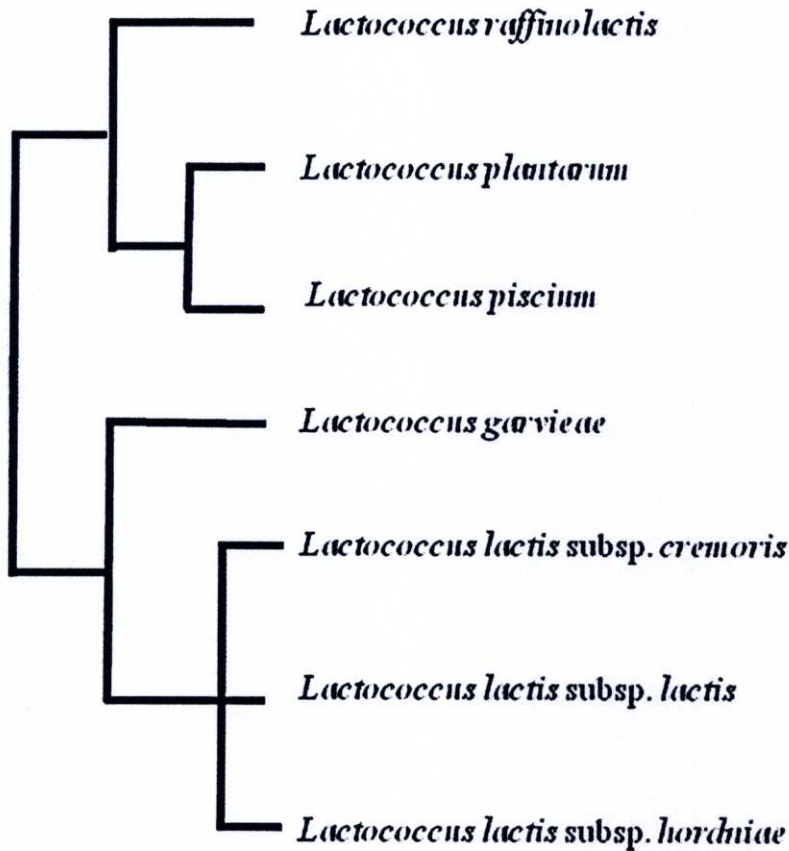 Lactococcus raffinolactis
Lactococcus plantarum
Lactococcus piscium
Lactococcus garvieae
Lactococcus lactis subsp. cremoris
Lactococcus lactis subsp. lactis
Lactococcus lactis subsp. hordniae